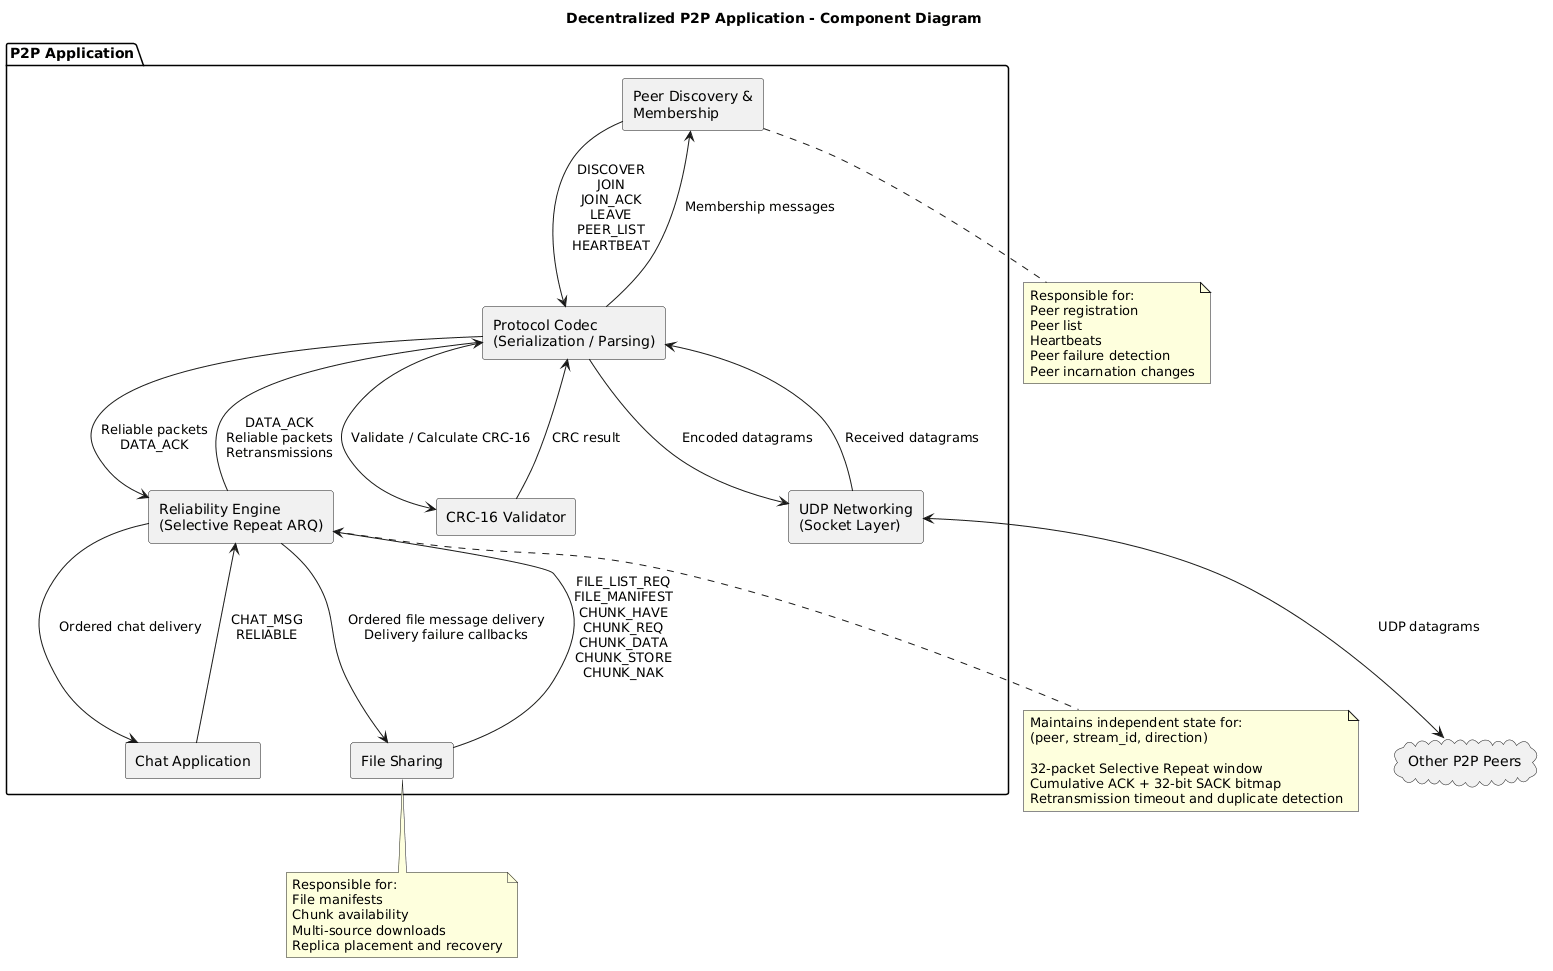 Decentralized P2P Application - Component Diagram
P2P Application
Peer Discovery &
Membership
DISCOVER
JOIN
JOIN_ACK
LEAVE
PEER_LIST
HEARTBEAT
Membership messages
Responsible for:
Peer registration
Peer list
Heartbeats
Peer failure detection
Peer incarnation changes
Protocol Codec
(Serialization / Parsing)
Reliable packets
DATA_ACK
DATA_ACK
Reliable packets
Retransmissions
Validate / Calculate CRC-16
CRC result
Encoded datagrams
Received datagrams
Reliability Engine
(Selective Repeat ARQ)
CRC-16 Validator
UDP Networking
(Socket Layer)
Ordered chat delivery
CHAT_MSG
RELIABLE
Ordered file message delivery
Delivery failure callbacks
FILE_LIST_REQ
FILE_MANIFEST
CHUNK_HAVE
CHUNK_REQ
CHUNK_DATA
CHUNK_STORE
CHUNK_NAK
UDP datagrams
Chat Application
File Sharing
Maintains independent state for:
(peer, stream_id, direction)
32-packet Selective Repeat window
Cumulative ACK + 32-bit SACK bitmap
Retransmission timeout and duplicate detection
Other P2P Peers
Responsible for:
File manifests
Chunk availability
Multi-source downloads
Replica placement and recovery